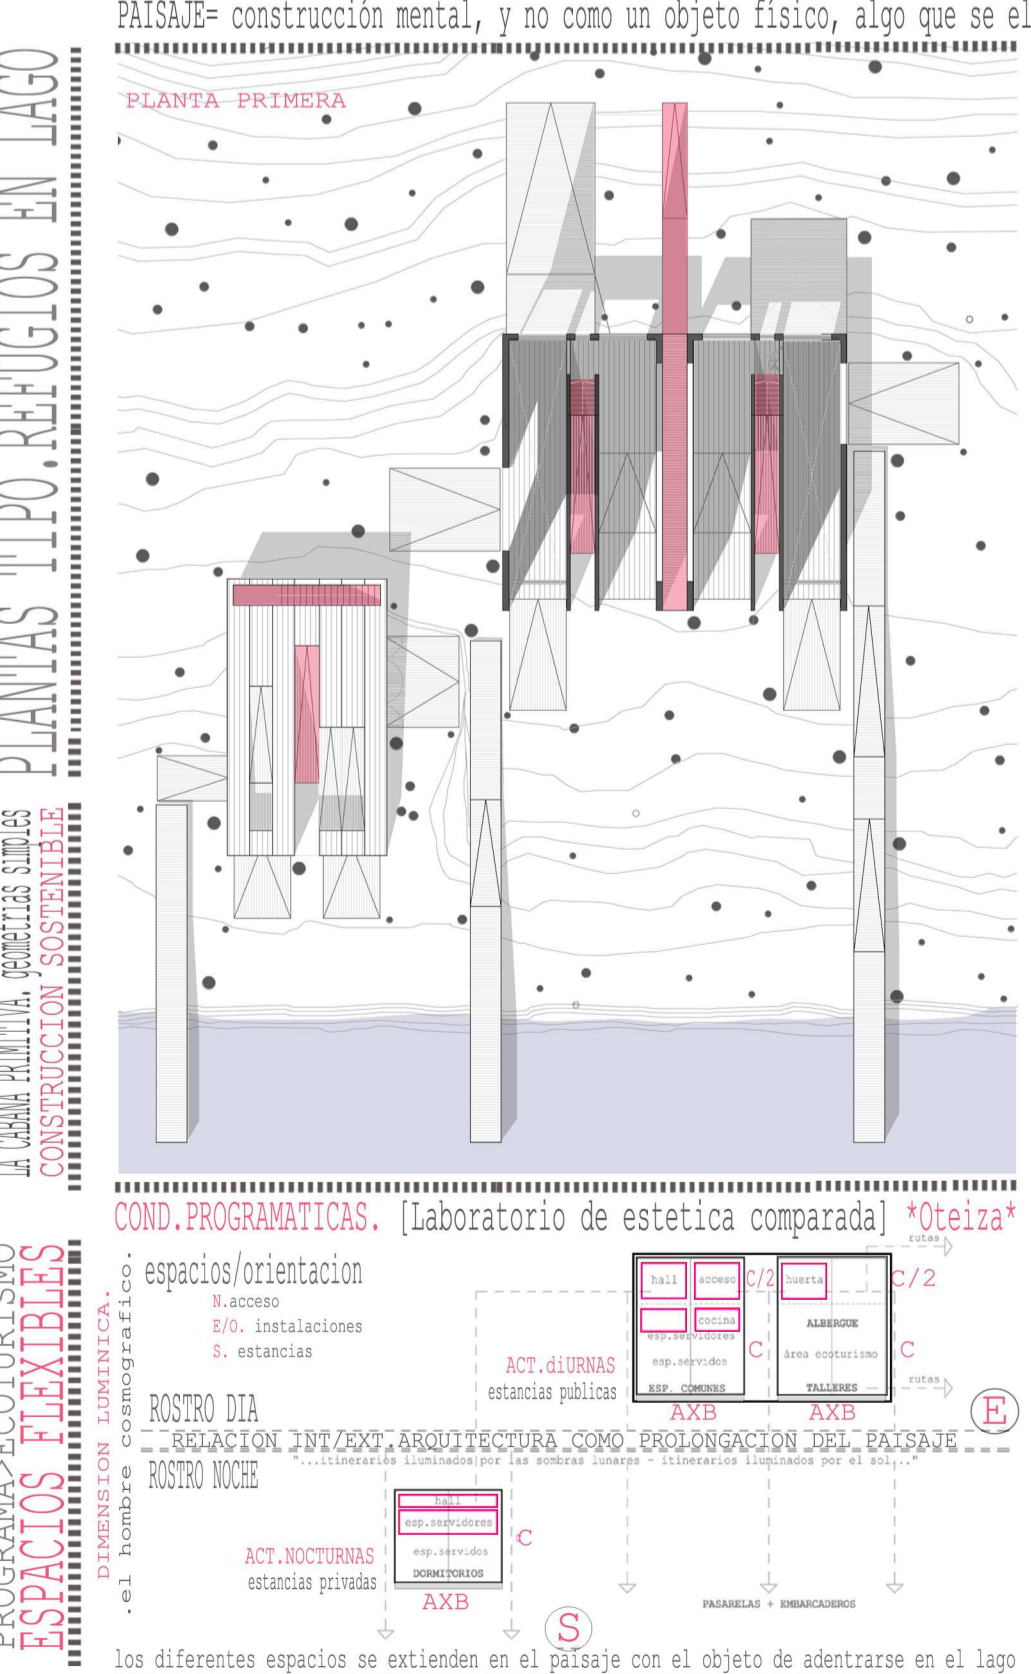 PAISAJE= construcción mental, y no como un objeto físico, algo que se el
PLANTAS TIPO.REFUGIOS EN LAGO
PLANTA PRIMERA
LA CABAÑA PRIMITIVA. geometrias simples
CONSTRUCCION SOSTENIBLE
COND.PROGRAMATICAS. [Laboratorio de estetica comparada] *Oteiza*
PROGRAMA>ECOTURISMO
ESPACIOS FLEXIBLES
DIMENSION LUMINICA.
.el hombre cosmografico.
espacios/orientacion
N.acceso
E/O. instalaciones
S. estancias
rutas
hall acceso C/2 huerta C/2
cocina
esp.servidores
ALBERGUE
esp.servidos C área ecoturismo C
ESP. COMUNES TALLERES
rutas
AXB AXB
ACT.diURNAS
estancias publicas
E
ROSTRO DIA
RELACION INT/EXT.ARQUITECTURA COMO PROLONGACION DEL PAISAJE
"...itinerarios iluminados por las sombras lunares - itinerarios iluminados por el sol..."
ROSTRO NOCHE
hall
esp.servidores
C
esp.servidos
DORMITORIOS
AXB
ACT.NOCTURNAS
estancias privadas
PASARELAS + EMBARCADEROS
S
los diferentes espacios se extienden en el paisaje con el objeto de adentrarse en el lago